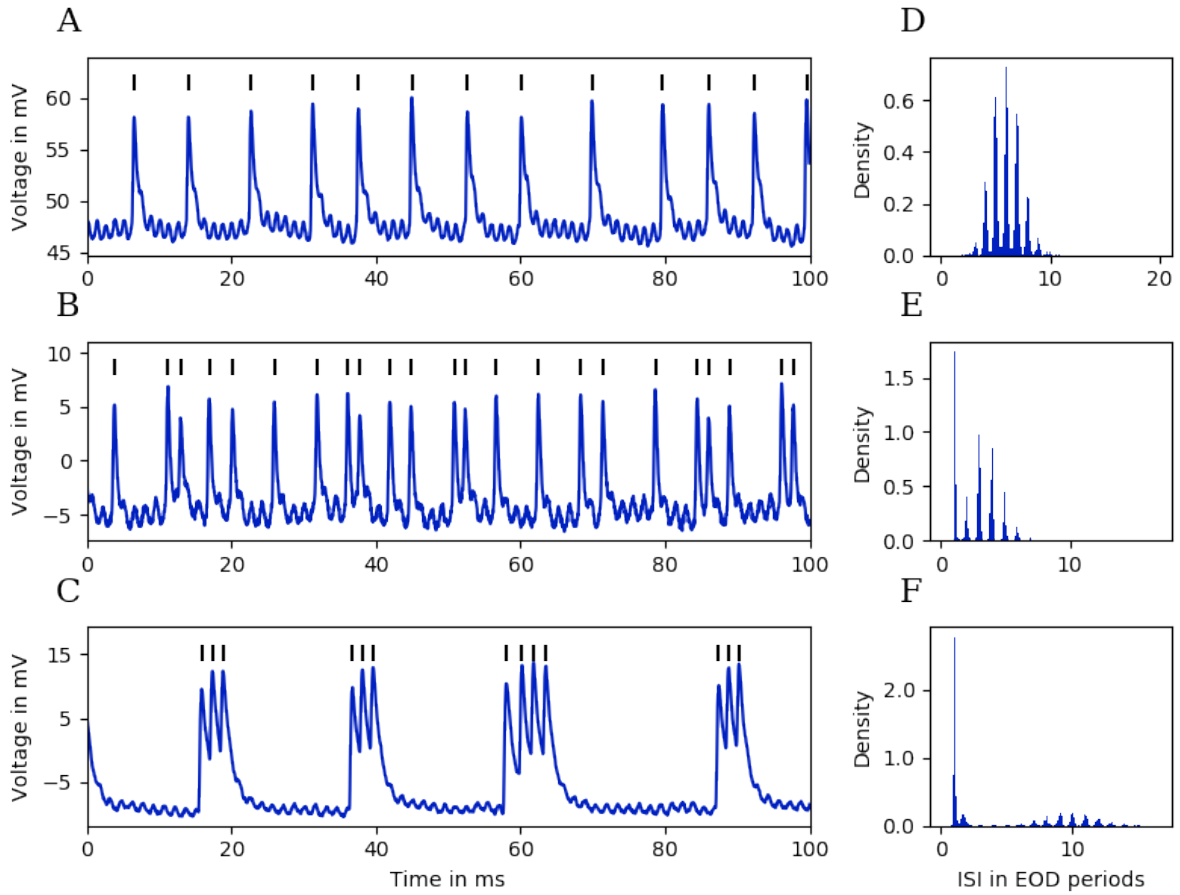 A
Voltage in mV
60
55
50
45
0 20 40 60 80 100
D
Density
0.6
0.4
0.2
0.0
0 10 20
B
Voltage in mV
10
5
0
−5
0 20 40 60 80 100
E
Density
1.5
1.0
0.5
0.0
0 10
C
Voltage in mV
15
5
−5
0 20 40 60 80 100
Time in ms
F
Density
2.0
1.0
0.0
0 10
ISI in EOD periods